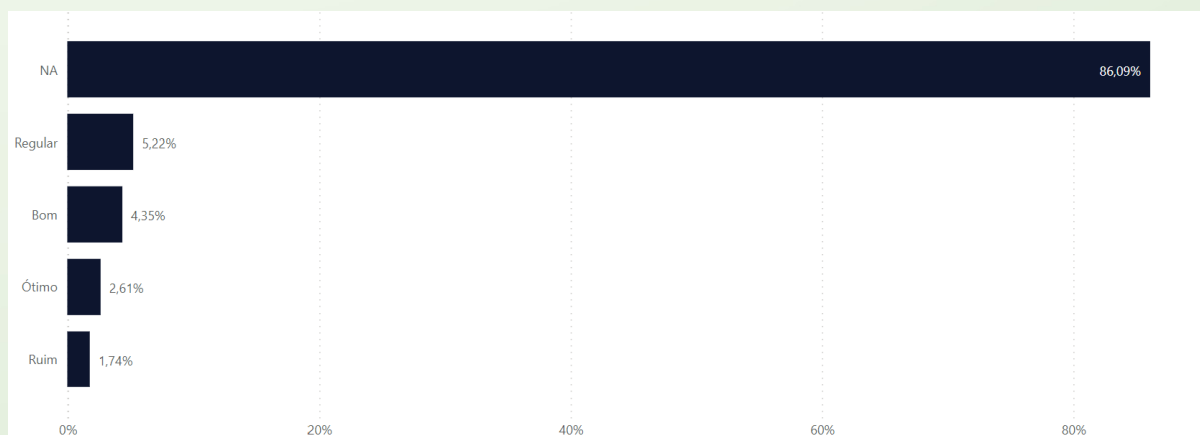 NA 86,09%
Regular 5,22%
Bom 4,35%
Ótimo 2,61%
Ruim 1,74%
0% 20% 40% 60% 80%